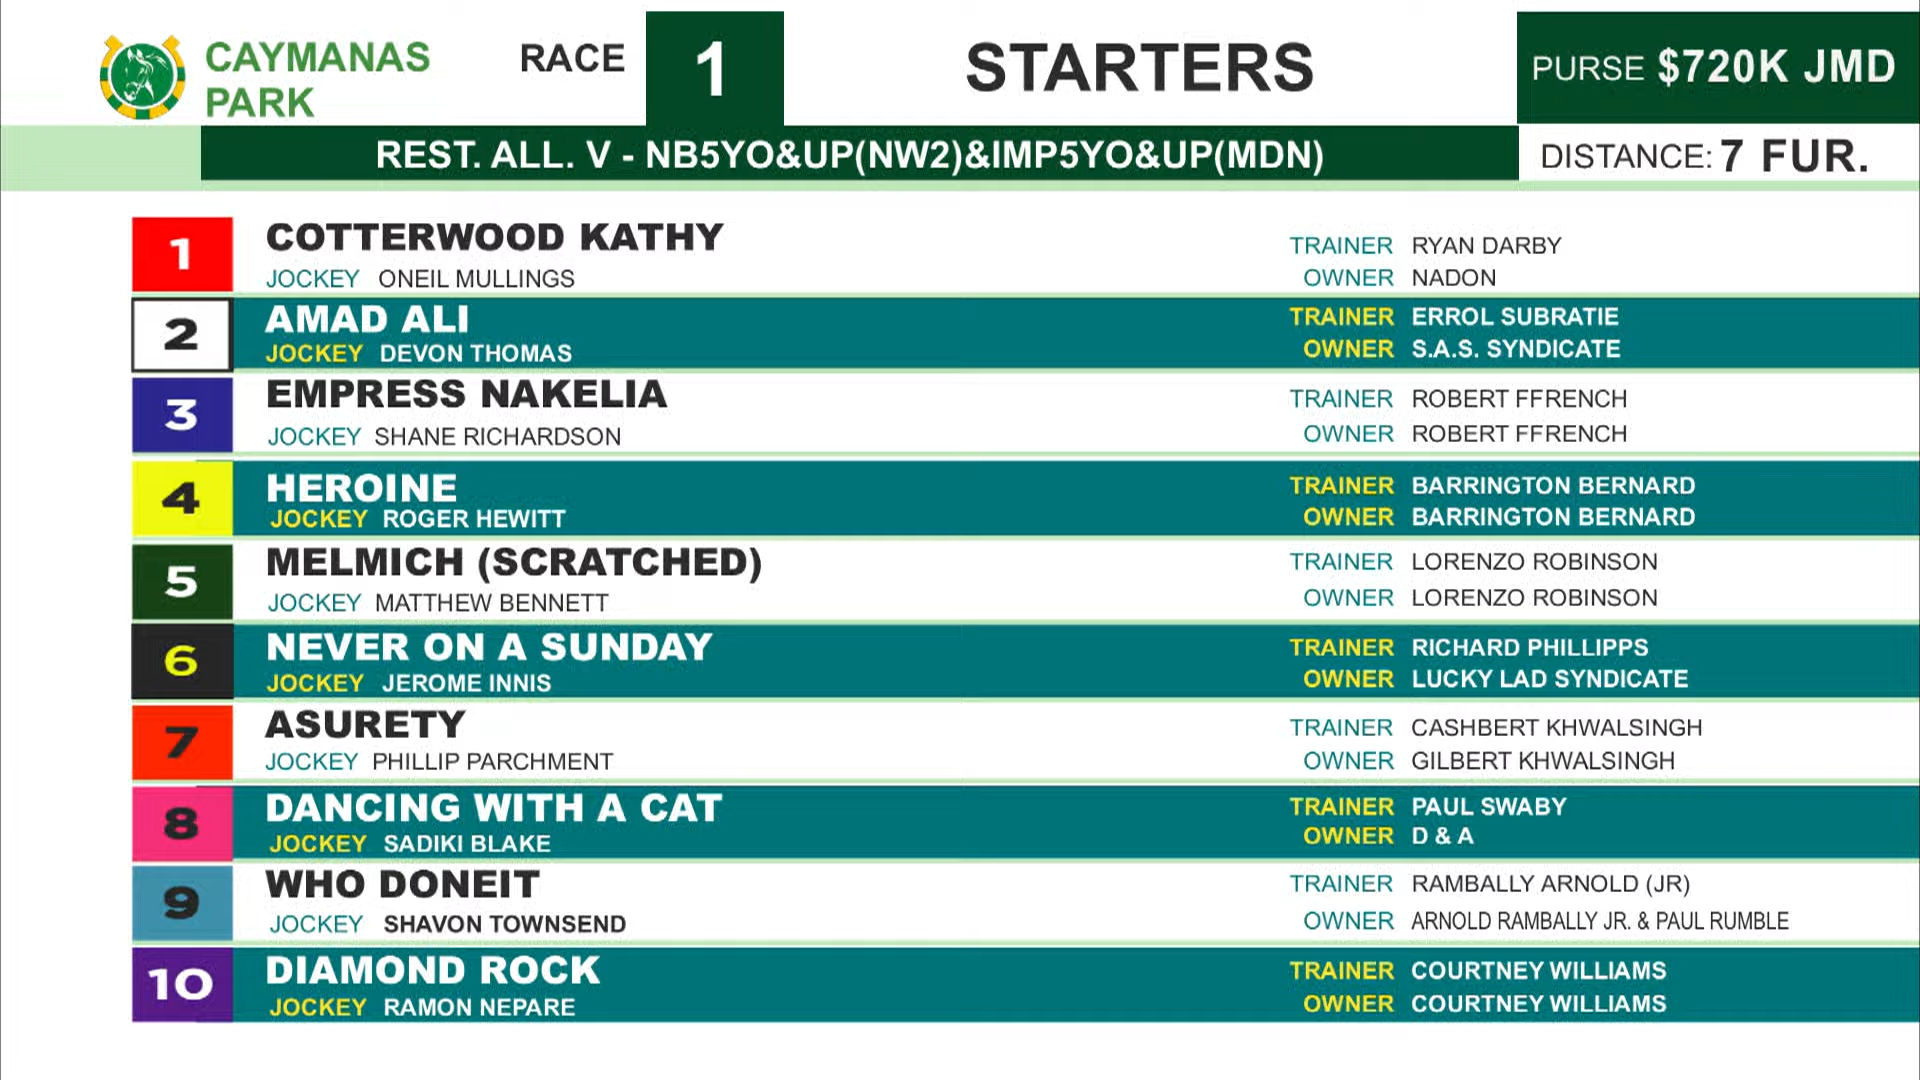 CAYMANAS
PARK
RACE 1
STARTERS
PURSE $720K JMD
REST. ALL. V - NB5YO&UP(NW2)&IMP5YO&UP(MDN)
DISTANCE: 7 FUR.
1 COTTERWOOD KATHY
JOCKEY ONEIL MULLINGS
TRAINER RYAN DARBY
OWNER NADON
2 AMAD ALI
JOCKEY DEVON THOMAS
TRAINER ERROL SUBRATIE
OWNER S.A.S. SYNDICATE
3 EMPRESS NAKELIA
JOCKEY SHANE RICHARDSON
TRAINER ROBERT FFRENCH
OWNER ROBERT FFRENCH
4 HEROINE
JOCKEY ROGER HEWITT
TRAINER BARRINGTON BERNARD
OWNER BARRINGTON BERNARD
5 MELMICH (SCRATCHED)
JOCKEY MATTHEW BENNETT
TRAINER LORENZO ROBINSON
OWNER LORENZO ROBINSON
6 NEVER ON A SUNDAY
JOCKEY JEROME INNIS
TRAINER RICHARD PHILLIPPS
OWNER LUCKY LAD SYNDICATE
7 ASURETY
JOCKEY PHILLIP PARCHMENT
TRAINER CASHBERT KHWALSINGH
OWNER GILBERT KHWALSINGH
8 DANCING WITH A CAT
JOCKEY SADIKI BLAKE
TRAINER PAUL SWABY
OWNER D & A
9 WHO DONEIT
JOCKEY SHAVON TOWNSEND
TRAINER RAMBALLY ARNOLD (JR)
OWNER ARNOLD RAMBALLY JR. & PAUL RUMBLE
10 DIAMOND ROCK
JOCKEY RAMON NEPARE
TRAINER COURTNEY WILLIAMS
OWNER COURTNEY WILLIAMS